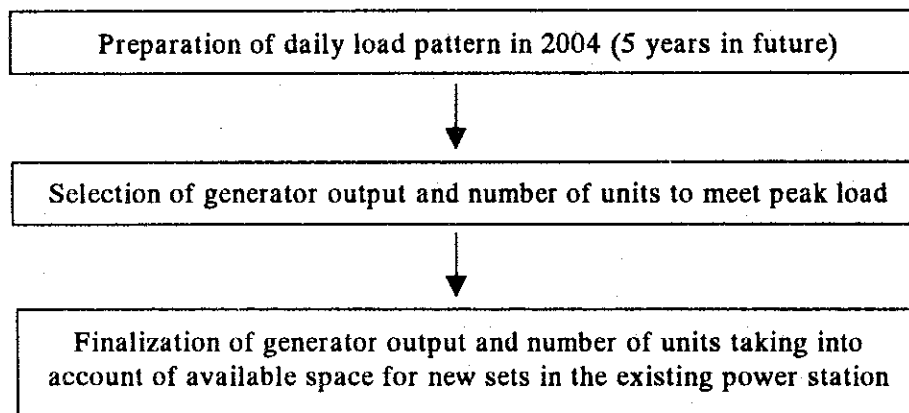 Preparation of daily load pattern in 2004 (5 years in future)
Selection of generator output and number of units to meet peak load
Finalization of generator output and number of units taking into
account of available space for new sets in the existing power station